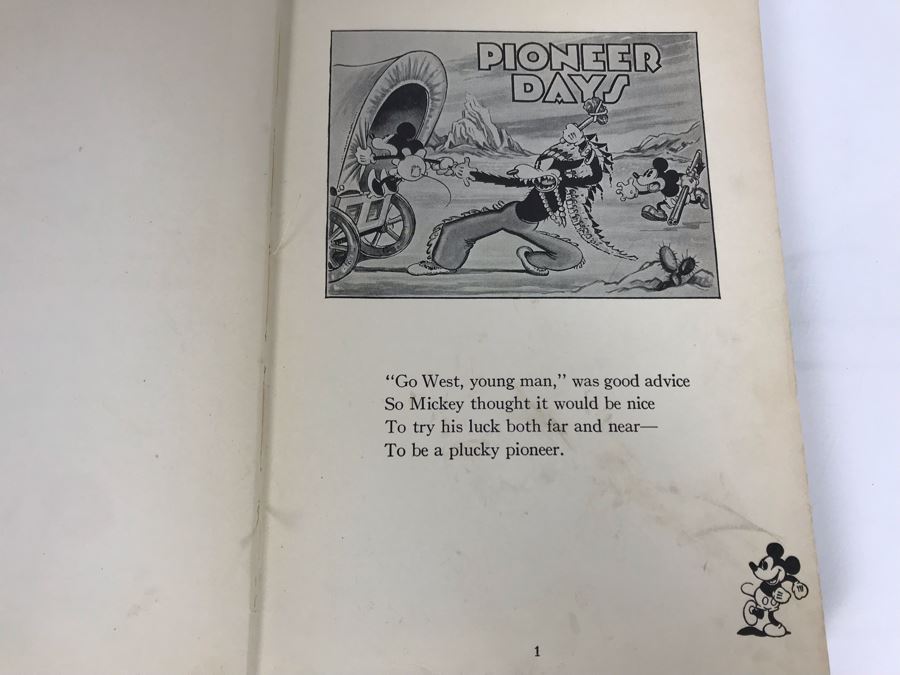 PIONEER
DAYS
“Go West, young man,” was good advice
So Mickey thought it would be nice
To try his luck both far and near—
To be a plucky pioneer.
1